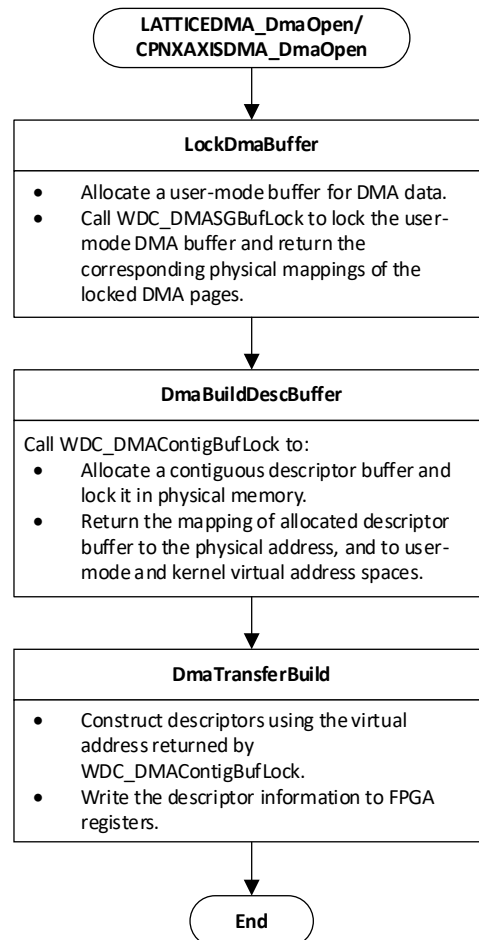 LATTICEDMA_DmaOpen/
CPNXAXISDMA_DmaOpen
LockDmaBuffer
• Allocate a user-mode buffer for DMA data.
• Call WDC_DMASGBufLock to lock the user-
mode DMA buffer and return the
corresponding physical mappings of the
locked DMA pages.
DmaBuildDescBuffer
Call WDC_DMAContigBufLock to:
• Allocate a contiguous descriptor buffer and
lock it in physical memory.
• Return the mapping of allocated descriptor
buffer to the physical address, and to user-
mode and kernel virtual address spaces.
DmaTransferBuild
• Construct descriptors using the virtual
address returned by
WDC_DMAContigBufLock.
• Write the descriptor information to FPGA
registers.
End